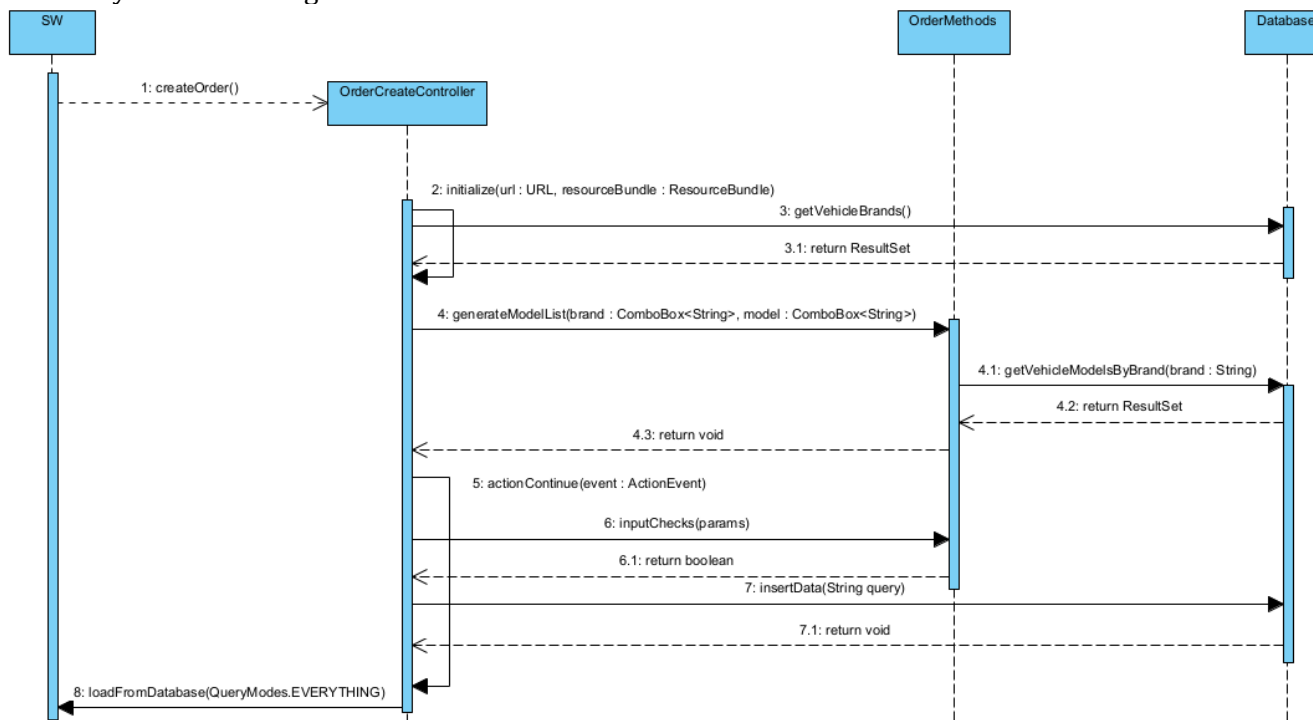 SW
OrderMethods
Database
1: createOrder()
OrderCreateController
2: initialize(url : URL, resourceBundle : ResourceBundle)
3: getVehicleBrands()
3.1: return ResultSet
4: generateModelList(brand : ComboBox<String>, model : ComboBox<String>)
4.1: getVehicleModelsByBrand(brand : String)
4.2: return ResultSet
4.3: return void
5: actionContinue(event : ActionEvent)
6: inputChecks(params)
6.1: return boolean
7: insertData(String query)
7.1: return void
8: loadFromDatabase(QueryModes.EVERYTHING)